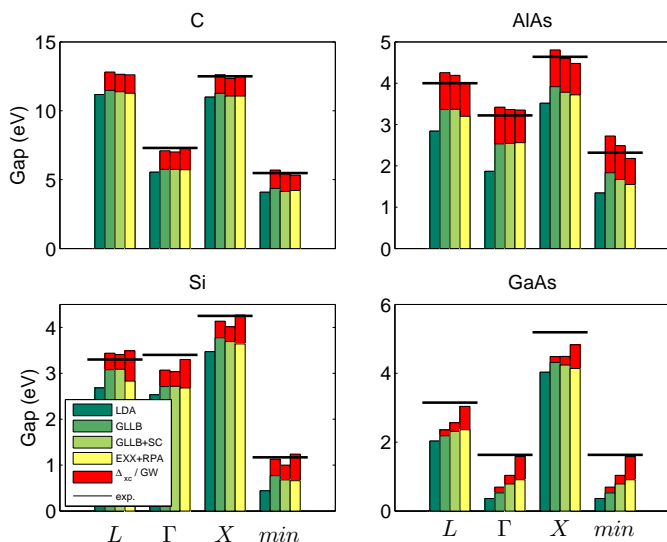 C
AlAs
15
10
5
0
Gap (eV)
5
4
3
2
1
0
Si
GaAs
4
3
2
1
0
Gap (eV)
6
4
2
0
LDA
GLLB
GLLB+SC
EXX+RPA
Δxc / GW
exp.
L Γ X min
L Γ X min